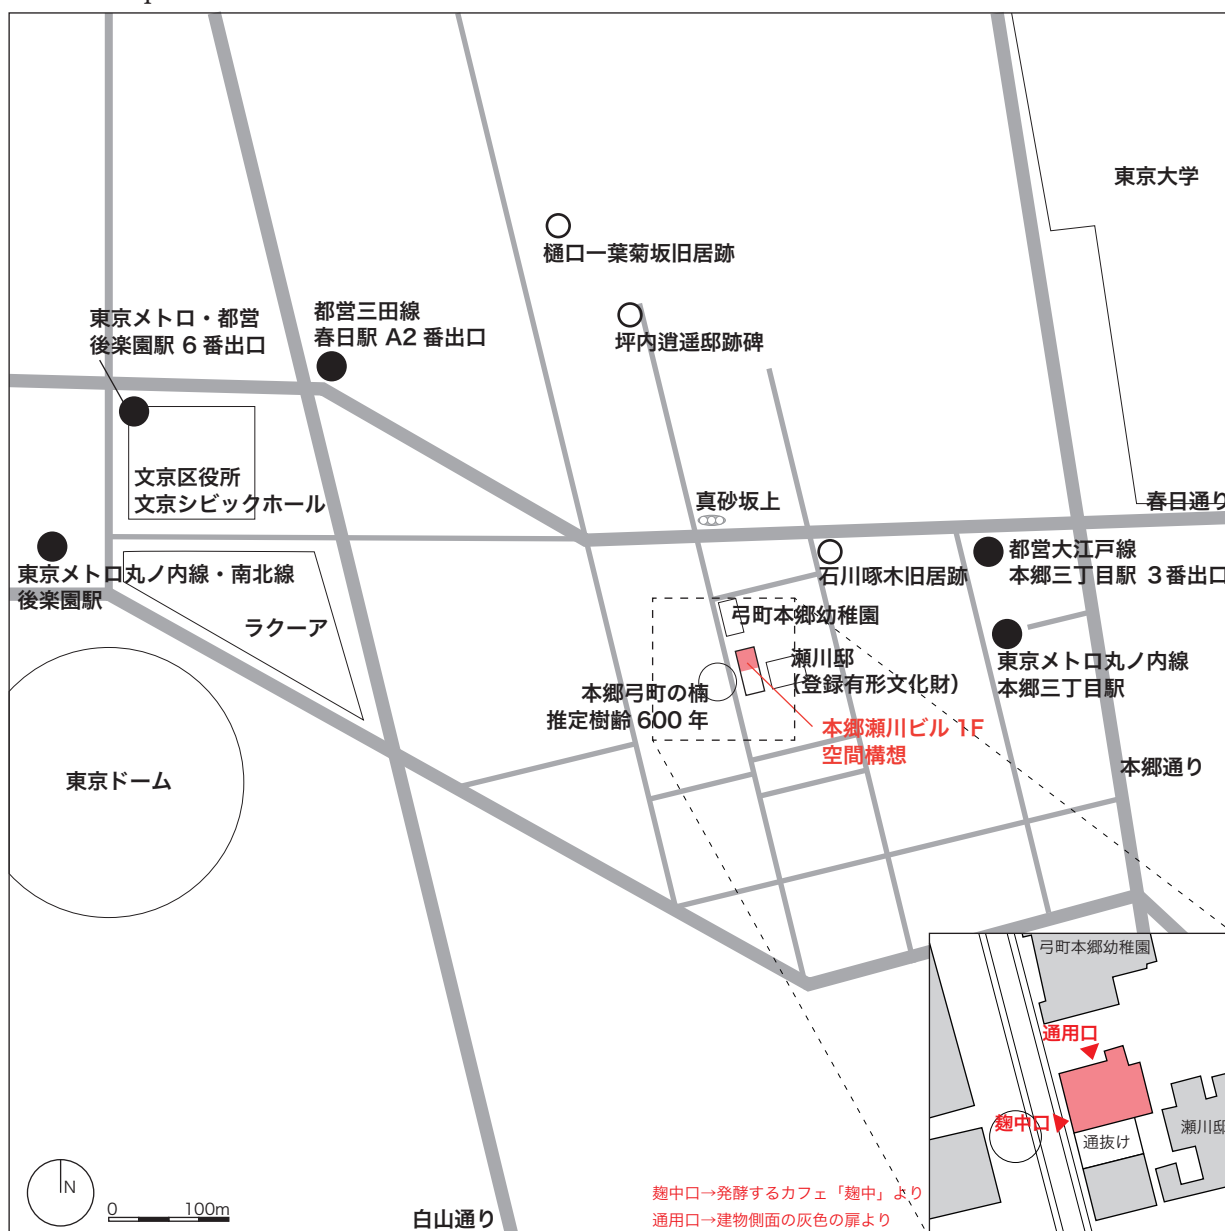 東京大学
樋口一葉菊坂旧居跡
東京メトロ・都営
後楽園駅 6 番出口
都営三田線
春日駅 A2 番出口
坪内逍遥邸跡碑
文京区役所
文京シビックホール
真砂坂上
春日通り
東京メトロ丸ノ内線・南北線
後楽園駅
石川啄木旧居跡
都営大江戸線
本郷三丁目駅 3番出口
ラクーア
弓町本郷幼稚園
瀬川邸
(登録有形文化財)
東京メトロ丸ノ内線
本郷三丁目駅
本郷弓町の楠
推定樹齢 600 年
本郷瀬川ビル 1F
空間構想
東京ドーム
本郷通り
弓町本郷幼稚園
通用口
麹中口
通抜け
瀬川邸
N
0 100m
白山通り
麹中口→発酵するカフェ「麹中」より
通用口→建物側面の灰色の扉より